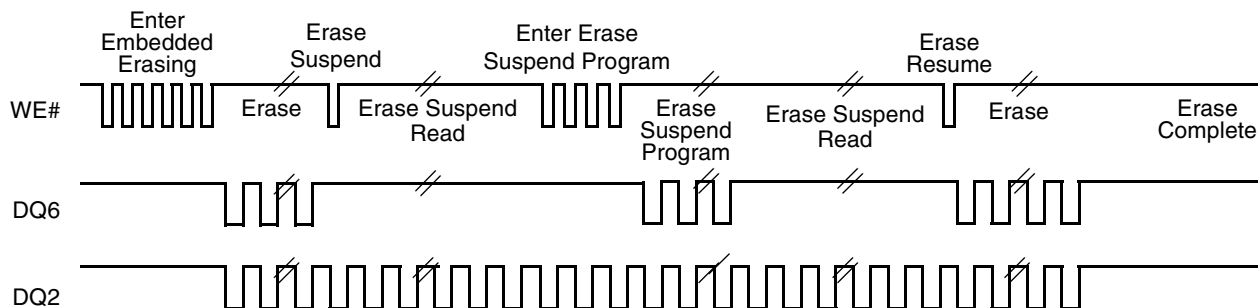 Enter
Embedded
Erasing
Erase
Suspend
Enter Erase
Suspend Program
Erase
Resume
WE#
Erase
Erase Suspend
Read
Erase
Suspend
Program
Erase Suspend
Read
Erase
Erase
Complete
DQ6
DQ2